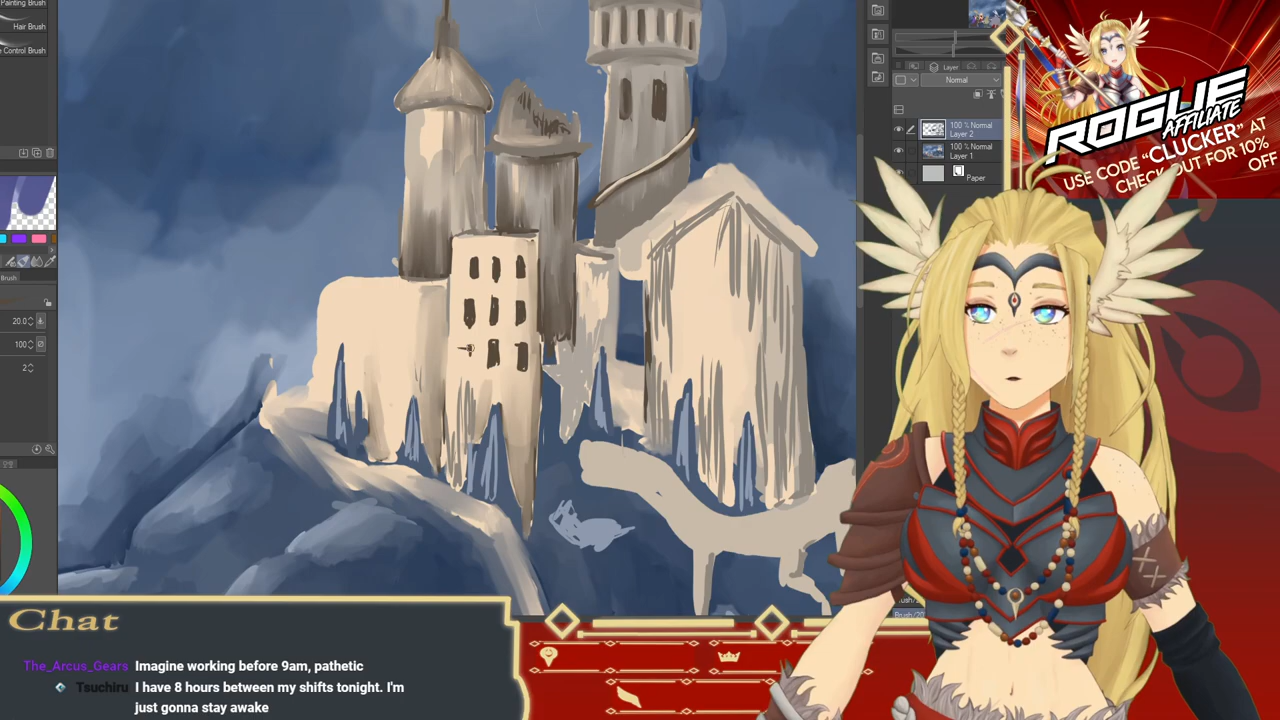 Painting Brush
Hair Brush
e Control Brush
Brush
20.0
100
2
Layer
Normal
100 % Normal
Layer 2
100 % Normal
Layer 1
Paper
ROGUE
AFFILIATE
USE CODE "CLUCKER" AT
CHECK OUT FOR 10%
OFF
Chat
The_Arcus_Gears Imagine working before 9am, pathetic
Tsuchiru I have 8 hours between my shifts tonight. I'm
just gonna stay awake